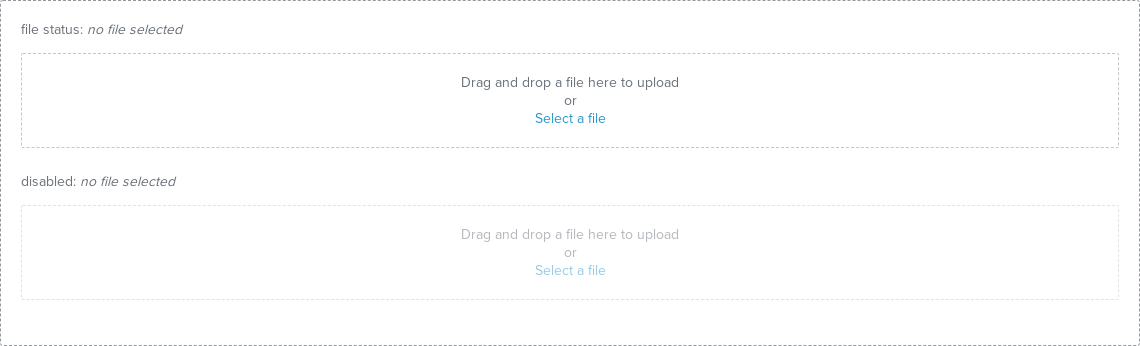 file status: no file selected
Drag and drop a file here to upload
or
Select a file
disabled: no file selected
Drag and drop a file here to upload
or
Select a file